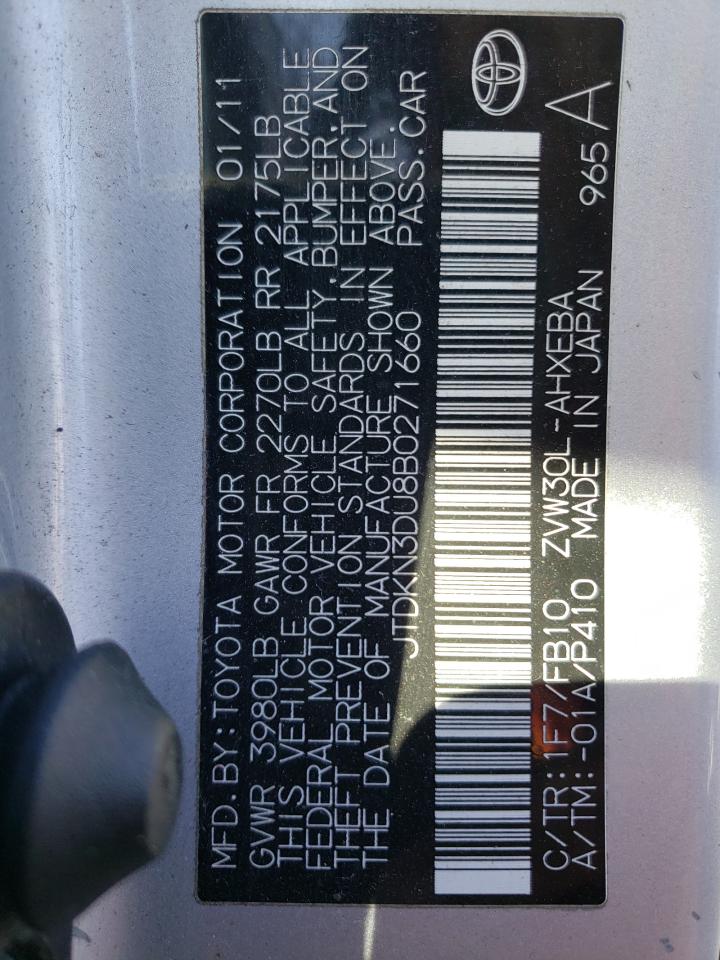 MFD.BY:TOYOTA MOTOR CORPORATION 01/11
GVWR 3980LB GAWR FR 2270LB RR 2175LB
THIS VEHICLE CONFORMS TO ALL APPLICABLE
FEDERAL MOTOR VEHICLE SAFETY,BUMPER,AND
THEFT PREVENTION STANDARDS IN EFFECT ON
THE DATE OF MANUFACTURE SHOWN ABOVE.
JTDKN3DU8B0271660 PASS.CAR
C/TR:1F7/FB10 ZVW30L-AHXEBA
A/TM:-01A/P410 MADE IN JAPAN 965 A